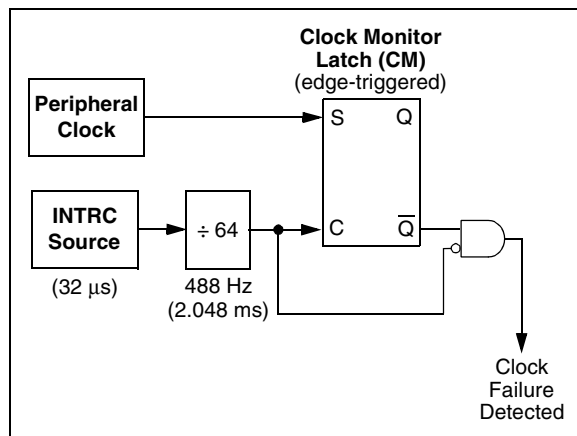 Clock Monitor
Latch (CM)
(edge-triggered)
Peripheral
Clock
S
Q
INTRC
Source
÷ 64
C
Q̅
(32 μs)
488 Hz
(2.048 ms)
Clock
Failure
Detected